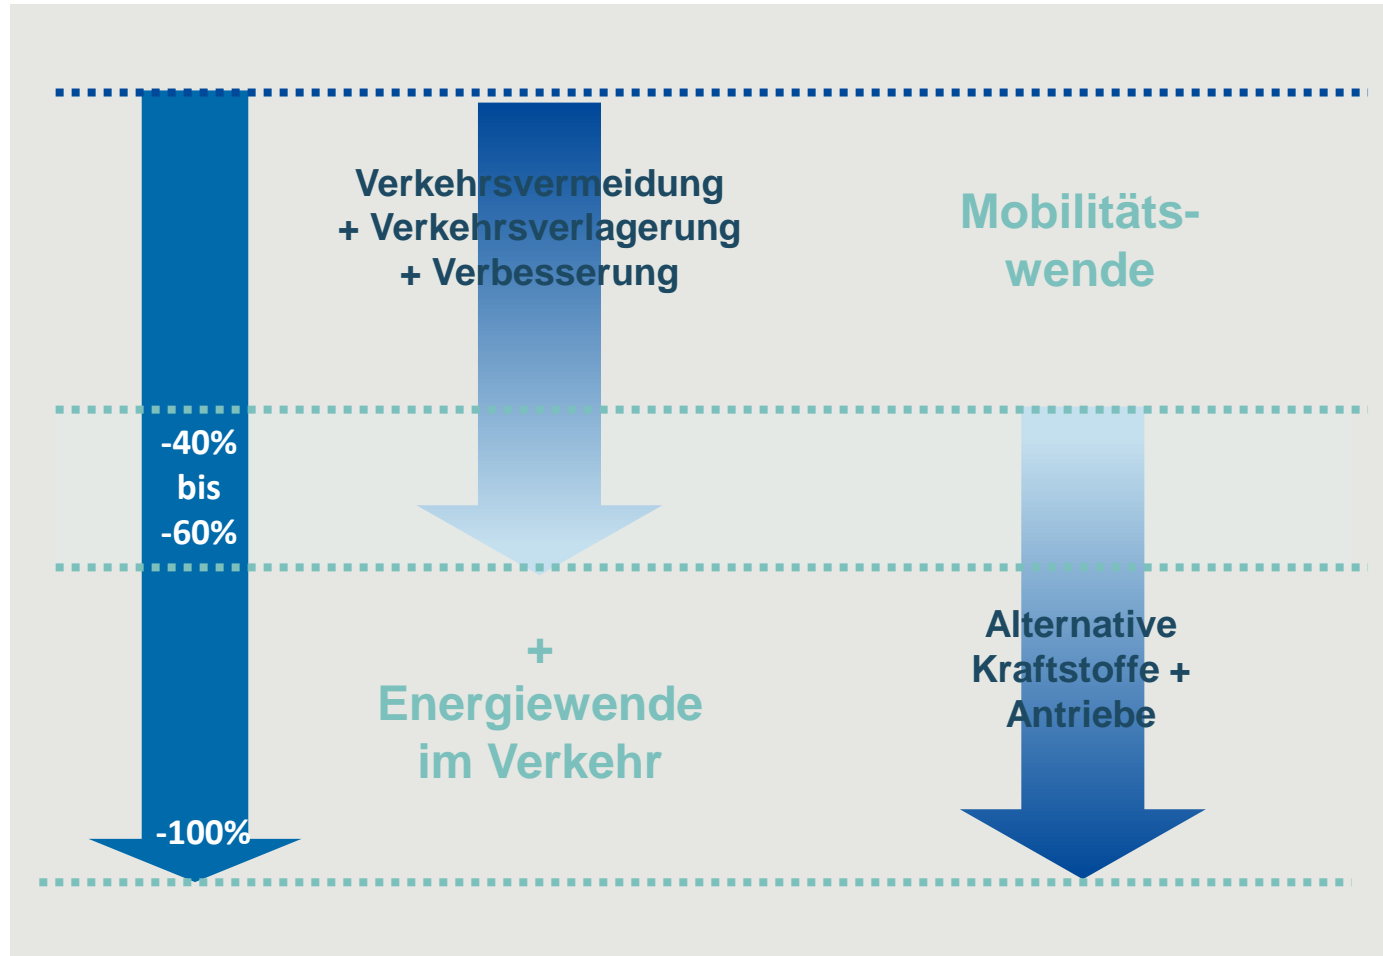 Verkehrsvermeidung
+ Verkehrsverlagerung
+ Verbesserung
Mobilitäts-
wende
-40%
bis
-60%
+
Energiewende
im Verkehr
Alternative
Kraftstoffe +
Antriebe
-100%